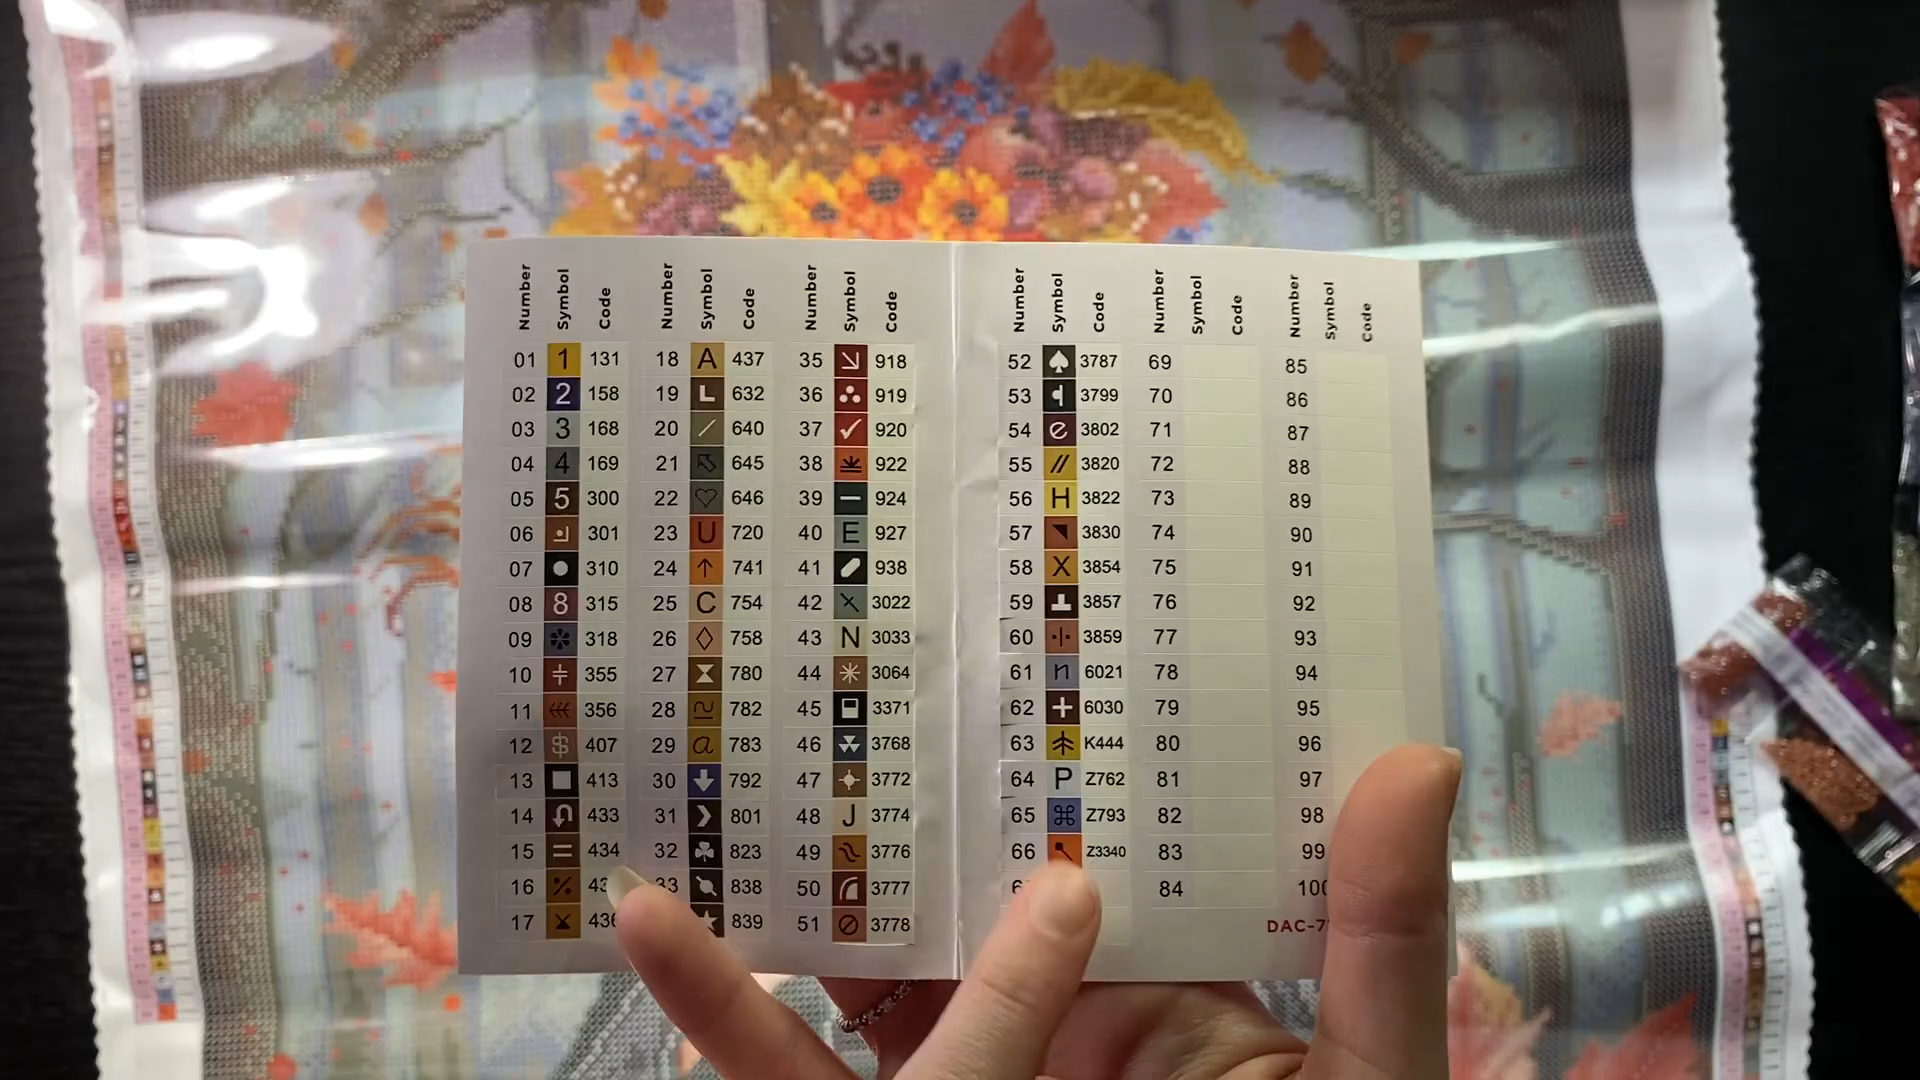 Number Symbol Code Number Symbol Code Number Symbol Code Number Symbol Code Number Symbol Code Number Symbol Code
01 1 131 18 A 437 35 918 52 3787 69 85
02 2 158 19 L 632 36 919 53 3799 70 86
03 3 168 20 / 640 37 920 54 e 3802 71 87
04 4 169 21 645 38 922 55 // 3820 72 88
05 5 300 22 646 39 924 56 H 3822 73 89
06 301 23 U 720 40 E 927 57 3830 74 90
07 310 24 ↑ 741 41 938 58 X 3854 75 91
08 8 315 25 C 754 42 3022 59 3857 76 92
09 318 26 758 43 N 3033 60 3859 77 93
10 355 27 780 44 3064 61 n 6021 78 94
11 356 28 782 45 3371 62 + 6030 79 95
12 $ 407 29 a 783 46 3768 63 K444 80 96
13 413 30 792 47 3772 64 P Z762 81 97
14 433 31 801 48 J 3774 65 ⌘ Z793 82 98
15 = 434 32 823 49 3776 66 Z3340 83 99
16 838 50 3777 84 100
17 839 51 3778